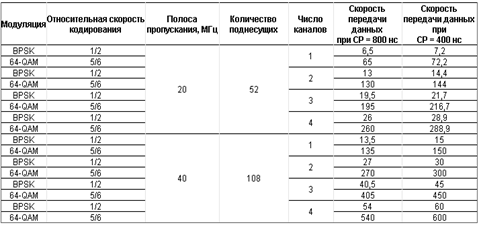 Модуляция Относительная скорость кодирования Полоса пропускания, МГц Количество поднесущих Число каналов Скорость передачи данных при CP = 800 нс Скорость передачи данных при CP = 400 нс
BPSK 1/2 20 52 1 6,5 7,2
64-QAM 5/6 65 72,2
BPSK 1/2 2 13 14,4
64-QAM 5/6 130 144
BPSK 1/2 3 19,5 21,7
64-QAM 5/6 195 216,7
BPSK 1/2 4 26 28,9
64-QAM 5/6 260 288,9
BPSK 1/2 40 108 1 13,5 15
64-QAM 5/6 135 150
BPSK 1/2 2 27 30
64-QAM 5/6 270 300
BPSK 1/2 3 40,5 45
64-QAM 5/6 405 450
BPSK 1/2 4 54 60
64-QAM 5/6 540 600